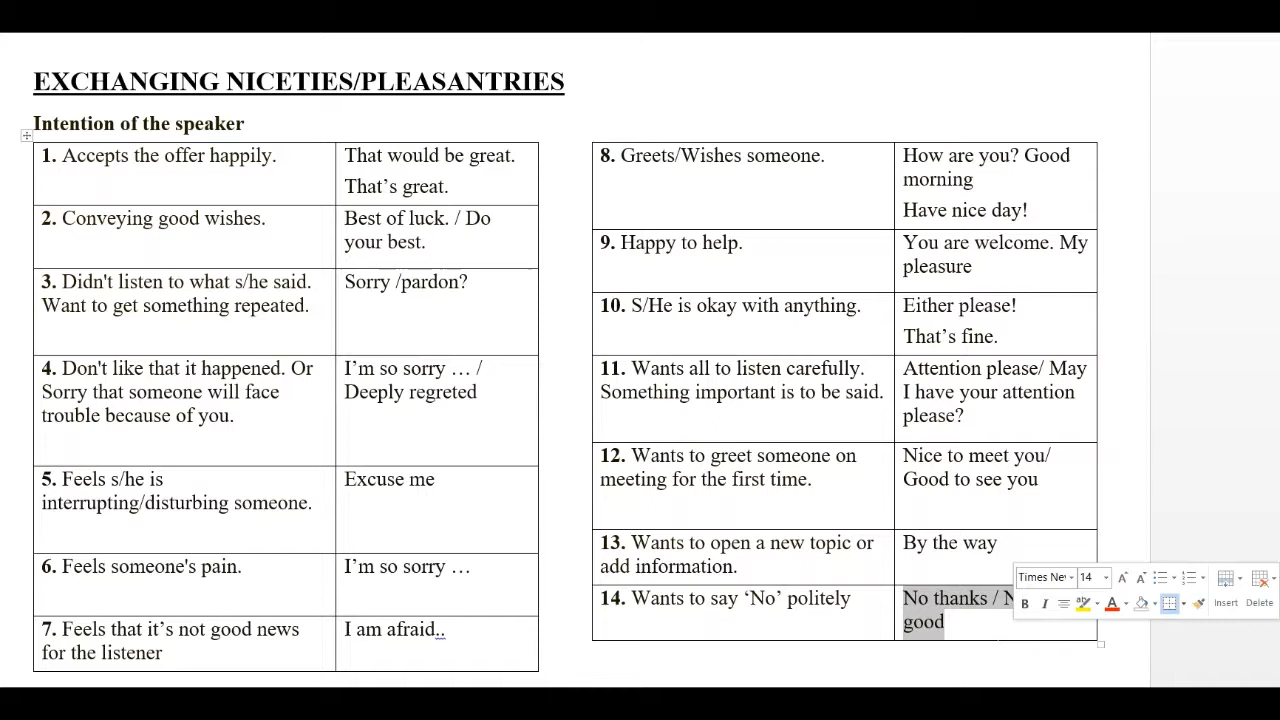 EXCHANGING NICETIES/PLEASANTRIES
Intention of the speaker
1. Accepts the offer happily.
That would be great.
That's great.
2. Conveying good wishes.
Best of luck. / Do
your best.
3. Didn't listen to what s/he said.
Want to get something repeated.
Sorry /pardon?
4. Don't like that it happened. Or
Sorry that someone will face
trouble because of you.
I'm so sorry … /
Deeply regretted
5. Feels s/he is
interrupting/disturbing someone.
Excuse me
6. Feels someone's pain.
I'm so sorry …
7. Feels that it's not good news
for the listener
I am afraid..
8. Greets/Wishes someone.
How are you? Good
morning
Have nice day!
9. Happy to help.
You are welcome. My
pleasure
10. S/He is okay with anything.
Either please!
That's fine.
11. Wants all to listen carefully.
Something important is to be said.
Attention please/ May
I have your attention
please?
12. Wants to greet someone on
meeting for the first time.
Nice to meet you/
Good to see you
13. Wants to open a new topic or
add information.
By the way
14. Wants to say ‘No’ politely
No thanks /
good
Times Ne 14
Insert Delete